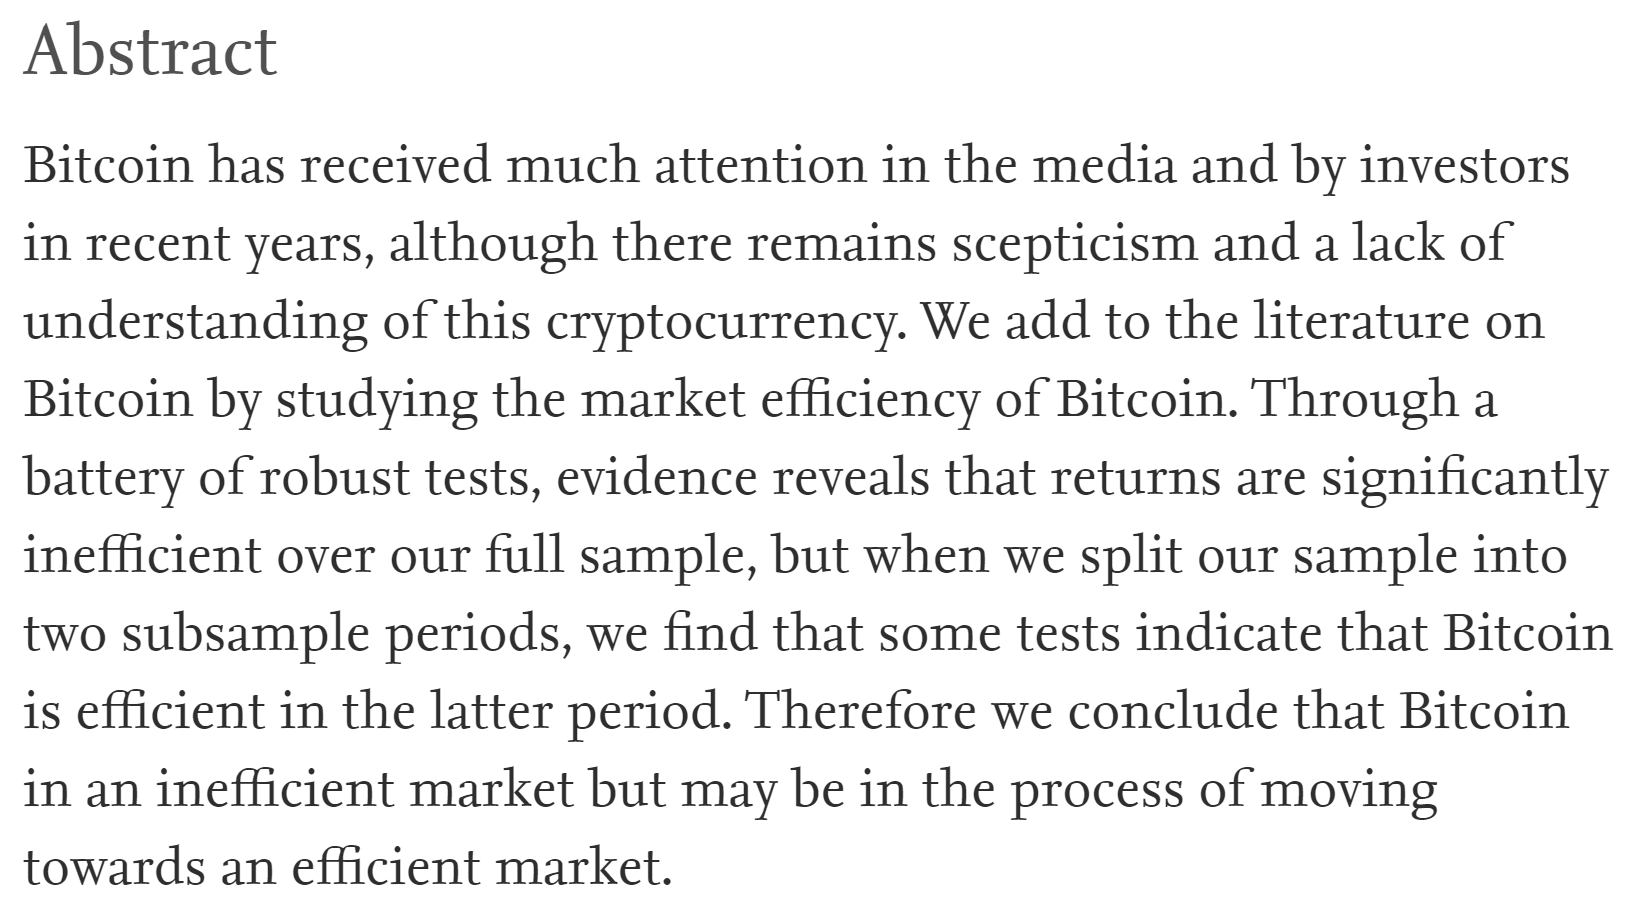 Abstract
Bitcoin has received much attention in the media and by investors
in recent years, although there remains scepticism and a lack of
understanding of this cryptocurrency. We add to the literature on
Bitcoin by studying the market efficiency of Bitcoin. Through a
battery of robust tests, evidence reveals that returns are significantly
inefficient over our full sample, but when we split our sample into
two subsample periods, we find that some tests indicate that Bitcoin
is efficient in the latter period. Therefore we conclude that Bitcoin
in an inefficient market but may be in the process of moving
towards an efficient market.